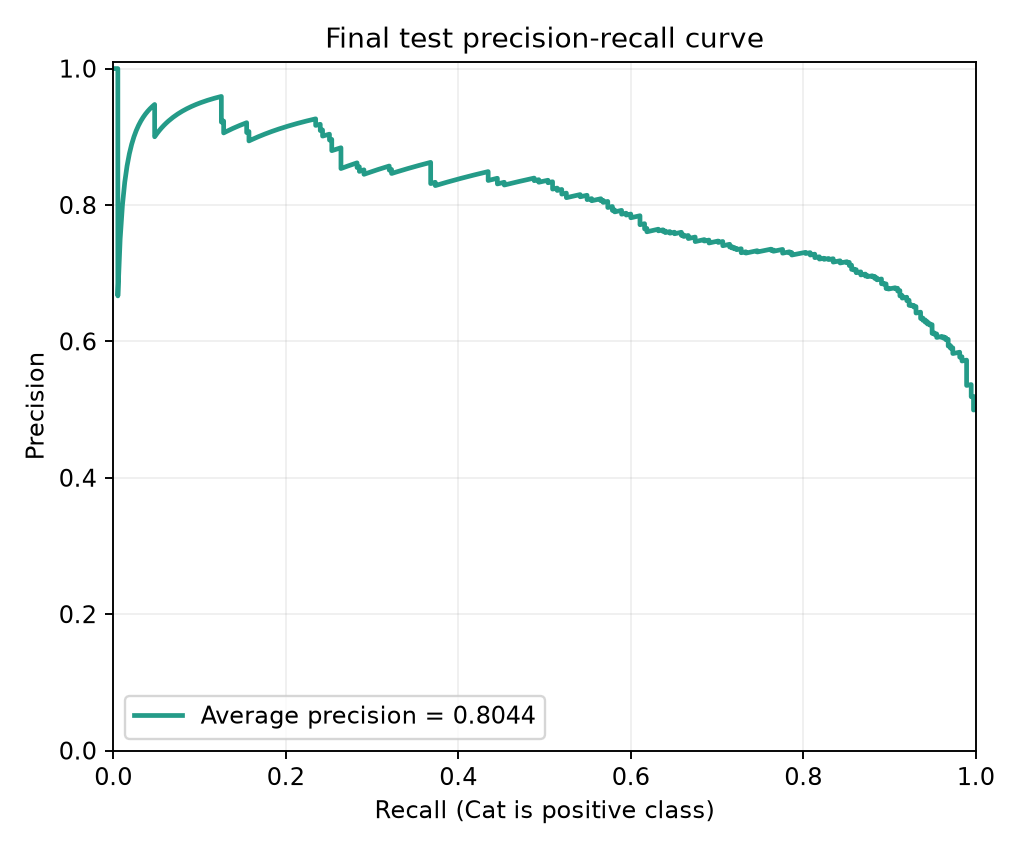 Final test precision-recall curve
1.0
0.8
0.6
0.4
0.2
0.0
Precision
Average precision = 0.8044
0.0 0.2 0.4 0.6 0.8 1.0
Recall (Cat is positive class)